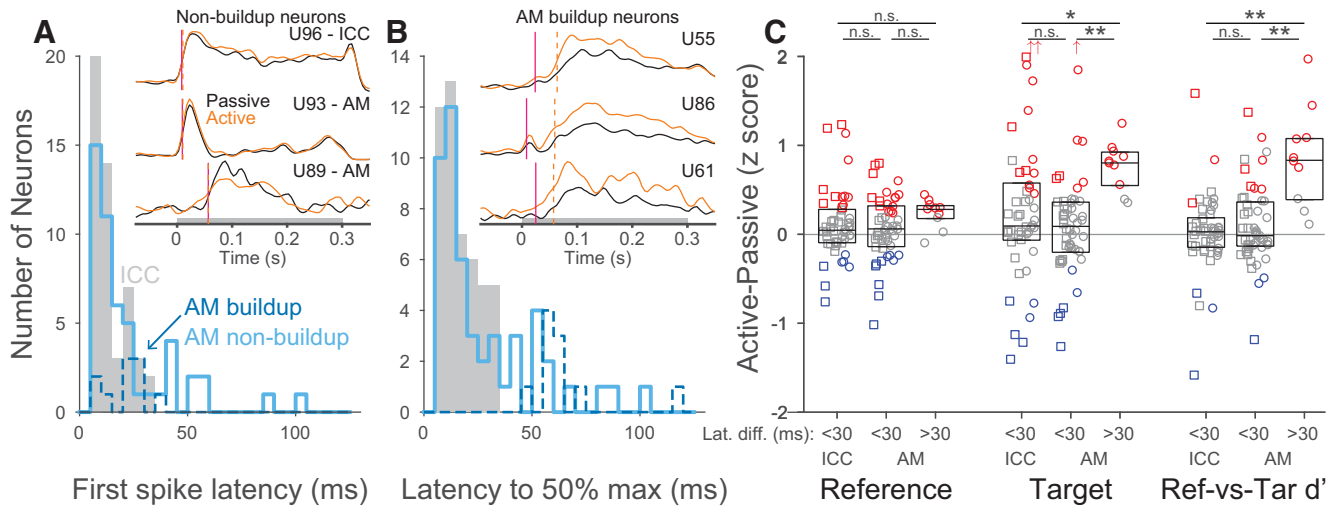 A
Non-buildup neurons
U96 - ICC
Passive
Active
U93 - AM
U89 - AM
0 0.1 0.2 0.3
Time (s)
ICC
AM buildup
AM non-buildup
20
15
10
5
0
Number of Neurons
0 50 100
First spike latency (ms)
B
AM buildup neurons
U55
U86
U61
0 0.1 0.2 0.3
Time (s)
14
12
10
8
6
4
2
0
0 50 100
Latency to 50% max (ms)
C
n.s.
n.s. n.s.
*
n.s. **
**
n.s. **
2
1
0
-1
-2
Active-Passive (z score)
Lat. diff. (ms): <30 <30 >30 <30 <30 >30 <30 <30 >30
ICC AM ICC AM ICC AM
Reference Target Ref-vs-Tar d'